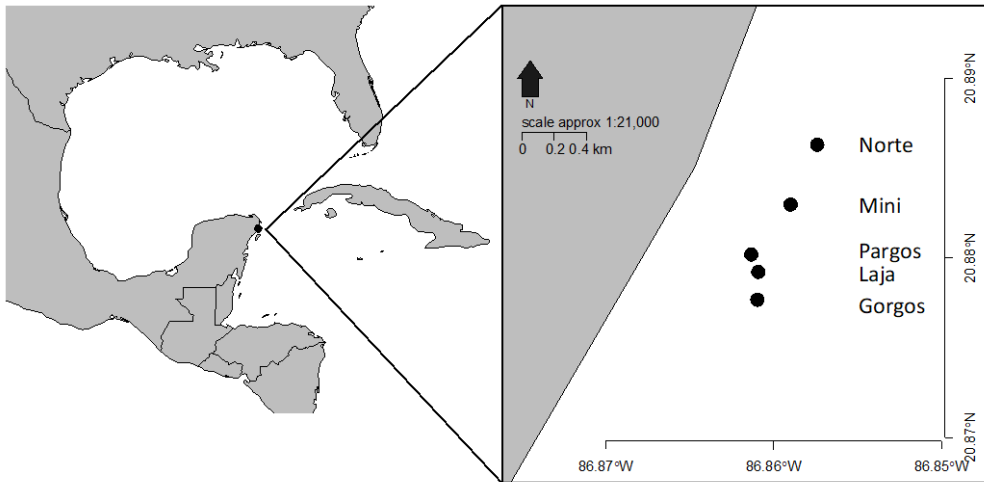 N
scale approx 1:21,000
0 0.2 0.4 km
Norte
Mini
Pargos
Laja
Gorgos
20.89°N
20.88°N
20.87°N
86.87°W 86.86°W 86.85°W